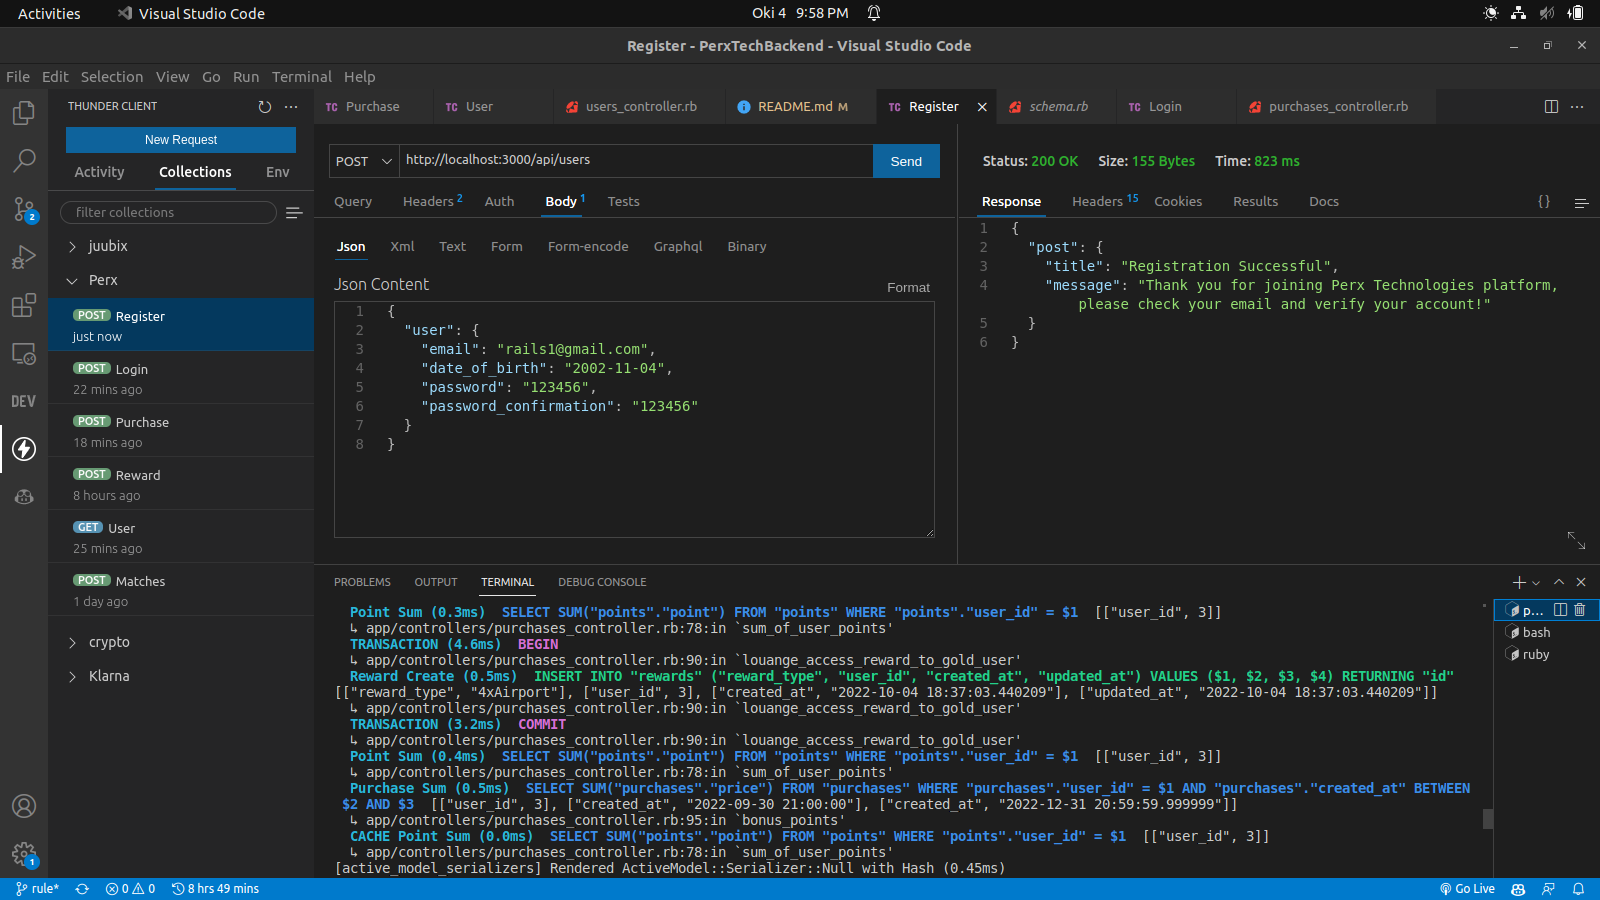 Activities Visual Studio Code Oki 4 9:58 PM
Register - PerxTechBackend - Visual Studio Code
File Edit Selection View Go Run Terminal Help
THUNDER CLIENT
New Request
Activity Collections Env
filter collections
juubix
Perx
POST Register
just now
POST Login
22 mins ago
POST Purchase
18 mins ago
POST Reward
8 hours ago
GET User
25 mins ago
POST Matches
1 day ago
crypto
Klarna
2
DEV
1
TC Purchase TC User users_controller.rb README.md M TC Register schema.rb TC Login purchases_controller.rb
POST http://localhost:3000/api/users Send
Query Headers 2 Auth Body 1 Tests
Json Xml Text Form Form-encode Graphql Binary
Json Content Format
1 {
2 "user": {
3 "email": "rails1@gmail.com",
4 "date_of_birth": "2002-11-04",
5 "password": "123456",
6 "password_confirmation": "123456"
7 }
8 }
Status: 200 OK Size: 155 Bytes Time: 823 ms
Response Headers 15 Cookies Results Docs {}
1 {
2 "post": {
3 "title": "Registration Successful",
4 "message": "Thank you for joining Perx Technologies platform,
please check your email and verify your account!"
5 }
6 }
PROBLEMS OUTPUT TERMINAL DEBUG CONSOLE
Point Sum (0.3ms) SELECT SUM("points"."point") FROM "points" WHERE "points"."user_id" = $1 [["user_id", 3]]
↳ app/controllers/purchases_controller.rb:78:in `sum_of_user_points'
TRANSACTION (4.6ms) BEGIN
↳ app/controllers/purchases_controller.rb:90:in `louange_access_reward_to_gold_user'
Reward Create (0.5ms) INSERT INTO "rewards" ("reward_type", "user_id", "created_at", "updated_at") VALUES ($1, $2, $3, $4) RETURNING "id"
[["reward_type", "4xAirport"], ["user_id", 3], ["created_at", "2022-10-04 18:37:03.440209"], ["updated_at", "2022-10-04 18:37:03.440209"]]
↳ app/controllers/purchases_controller.rb:90:in `louange_access_reward_to_gold_user'
TRANSACTION (3.2ms) COMMIT
↳ app/controllers/purchases_controller.rb:90:in `louange_access_reward_to_gold_user'
Point Sum (0.4ms) SELECT SUM("points"."point") FROM "points" WHERE "points"."user_id" = $1 [["user_id", 3]]
↳ app/controllers/purchases_controller.rb:78:in `sum_of_user_points'
Purchase Sum (0.5ms) SELECT SUM("purchases"."price") FROM "purchases" WHERE "purchases"."user_id" = $1 AND "purchases"."created_at" BETWEEN
$2 AND $3 [["user_id", 3], ["created_at", "2022-09-30 21:00:00"], ["created_at", "2022-12-31 20:59:59.999999"]]
↳ app/controllers/purchases_controller.rb:95:in `bonus_points'
CACHE Point Sum (0.0ms) SELECT SUM("points"."point") FROM "points" WHERE "points"."user_id" = $1 [["user_id", 3]]
↳ app/controllers/purchases_controller.rb:78:in `sum_of_user_points'
[active_model_serializers] Rendered ActiveModel::Serializer::Null with Hash (0.45ms)
p...
bash
ruby
rule* 0 0 8 hrs 49 mins Go Live